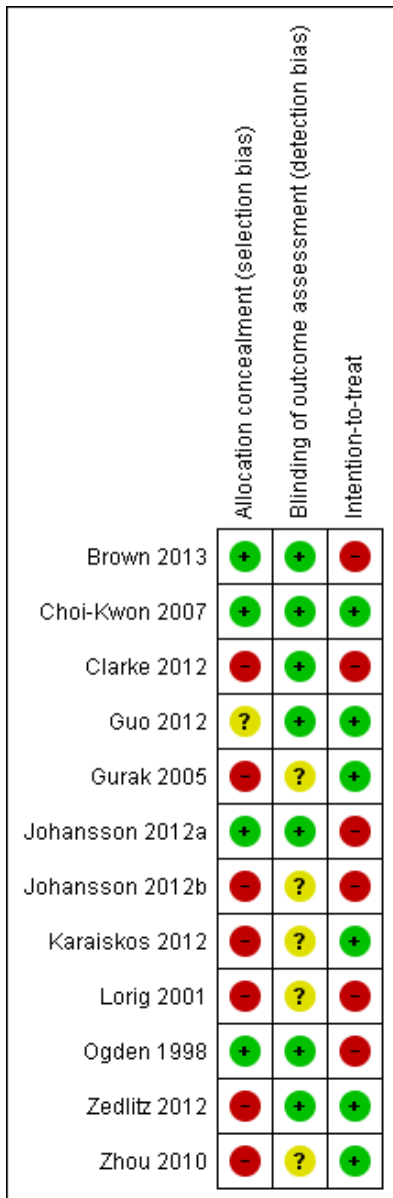 Allocation concealment (selection bias)
Blinding of outcome assessment (detection bias)
Intention-to-treat
Brown 2013 + + -
Choi-Kwon 2007 + + +
Clarke 2012 - + -
Guo 2012 ? + +
Gurak 2005 - ? +
Johansson 2012a + + -
Johansson 2012b - ? -
Karaiskos 2012 - ? +
Lorig 2001 - ? -
Ogden 1998 + + -
Zedlitz 2012 - + +
Zhou 2010 - ? +